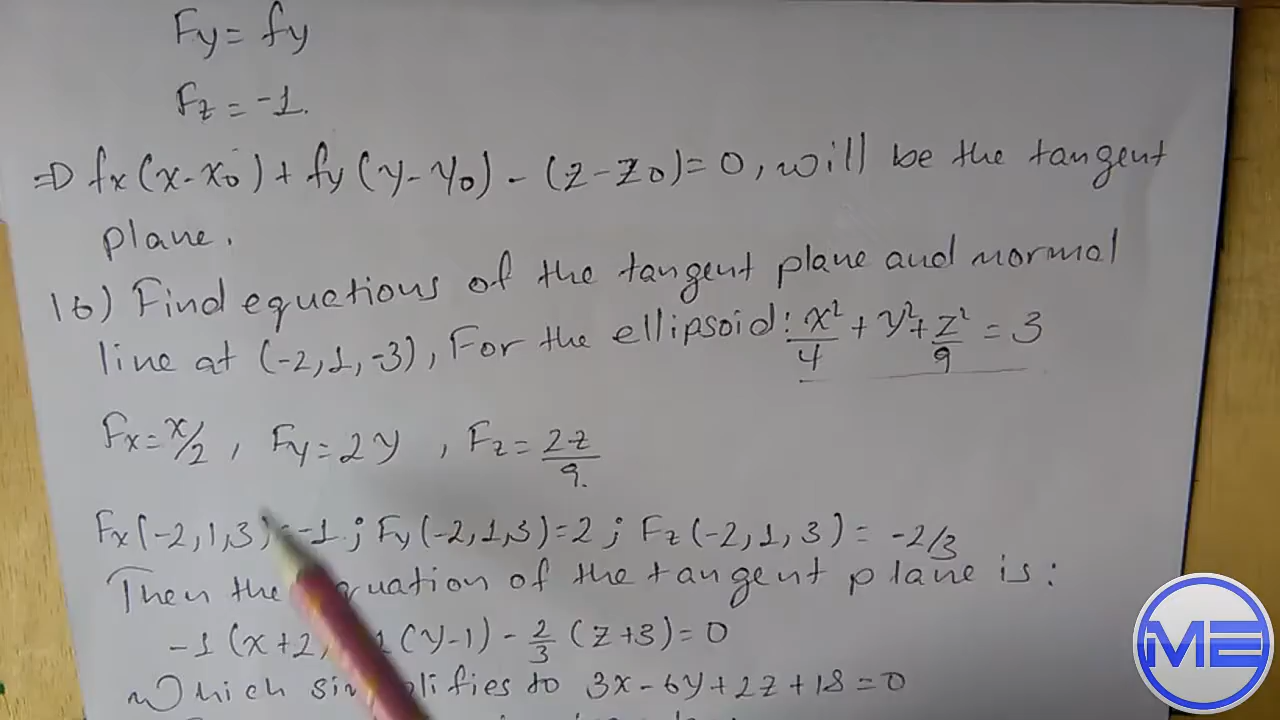 Fy = fy
Fz = -1.
⇒ fx(x-x0) + fy(y-y0) - (z-z0) = 0, will be the tangent
plane.
16) Find equations of the tangent plane and normal
line at (-2,1,-3), For the ellipsoid: x²/4 + y² + z²/9 = 3
Fx = x/2 , Fy = 2y , Fz = 2z/9.
Fx(-2,1,3) = -1 ; Fy(-2,1,3) = 2 ; Fz(-2,1,3) = -2/3
Then the equation of the tangent plane is:
-1(x+2) (y-1) - 2/3 (z+3) = 0
Which simplifies to 3x-6y+2z+18=0
ME